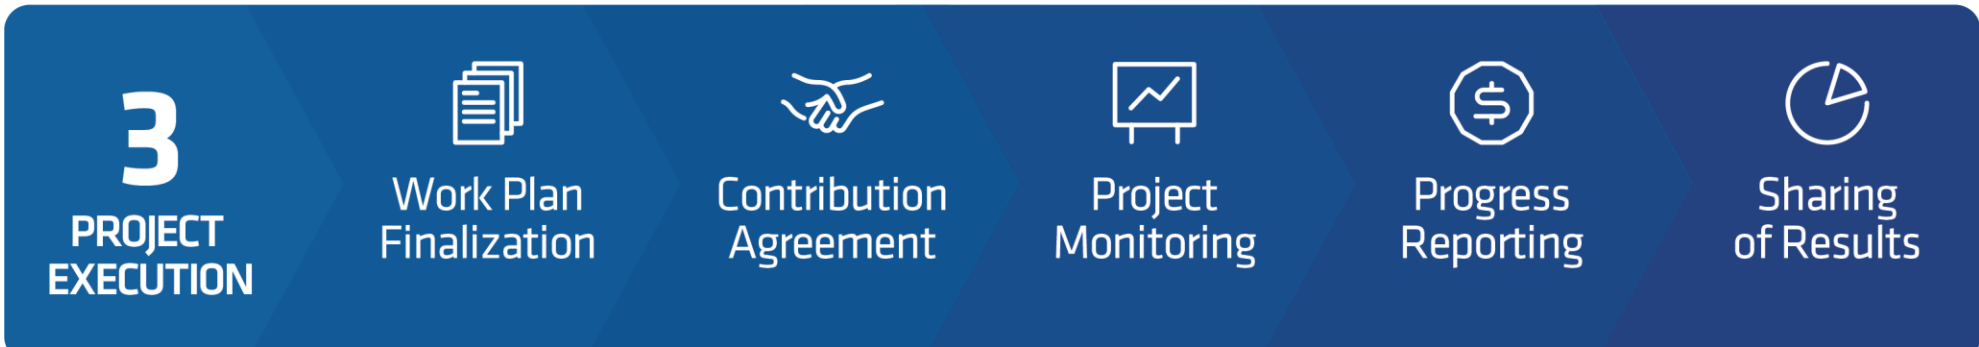 3
PROJECT
EXECUTION
Work Plan
Finalization
Contribution
Agreement
Project
Monitoring
$
Progress
Reporting
Sharing
of Results